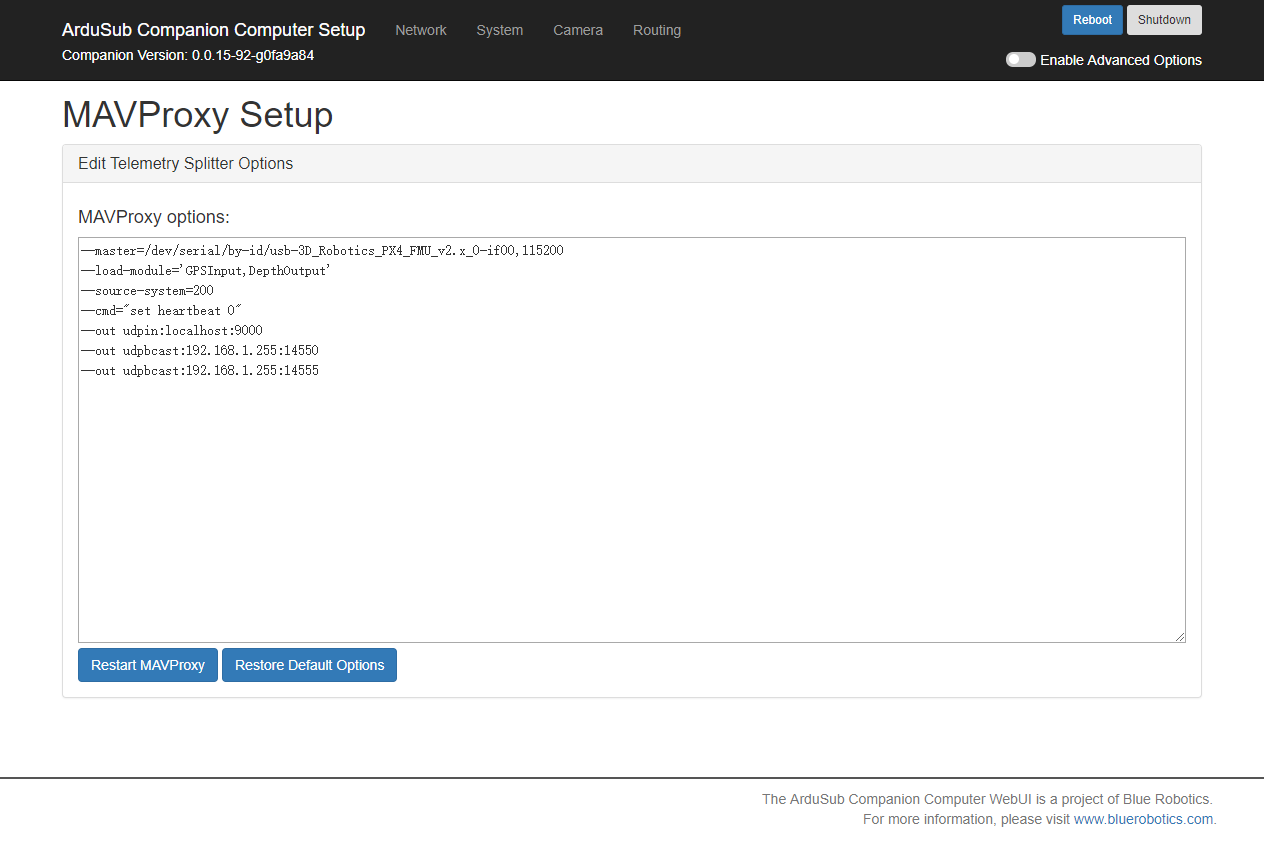 ArduSub Companion Computer Setup Network System Camera Routing Reboot Shutdown
Companion Version: 0.0.15-92-g0fa9a84 Enable Advanced Options
MAVProxy Setup
Edit Telemetry Splitter Options
MAVProxy options:
--master=/dev/serial/by-id/usb-3D_Robotics_PX4_FMU_v2.x_0-if00,115200
--load-module='GPSInput,DepthOutput'
--source-system=200
--cmd="set heartbeat 0"
--out udpin:localhost:9000
--out udpbcast:192.168.1.255:14550
--out udpbcast:192.168.1.255:14555
Restart MAVProxy Restore Default Options
The ArduSub Companion Computer WebUI is a project of Blue Robotics.
For more information, please visit www.bluerobotics.com.